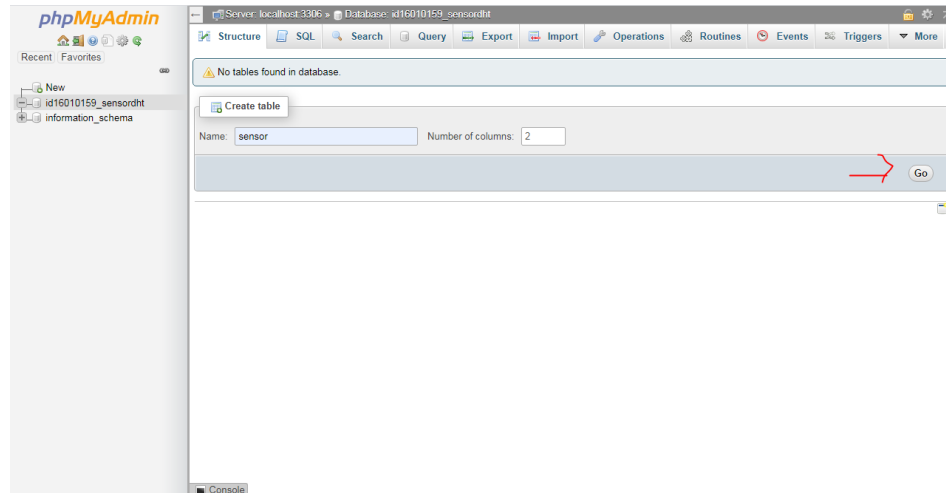 phpMyAdmin
Recent Favorites
New
id16010159_sensordht
information_schema
Server: localhost:3306 » Database: id16010159_sensordht
Structure SQL Search Query Export Import Operations Routines Events Triggers More
No tables found in database.
Create table
Name: sensor Number of columns: 2
Go
Console